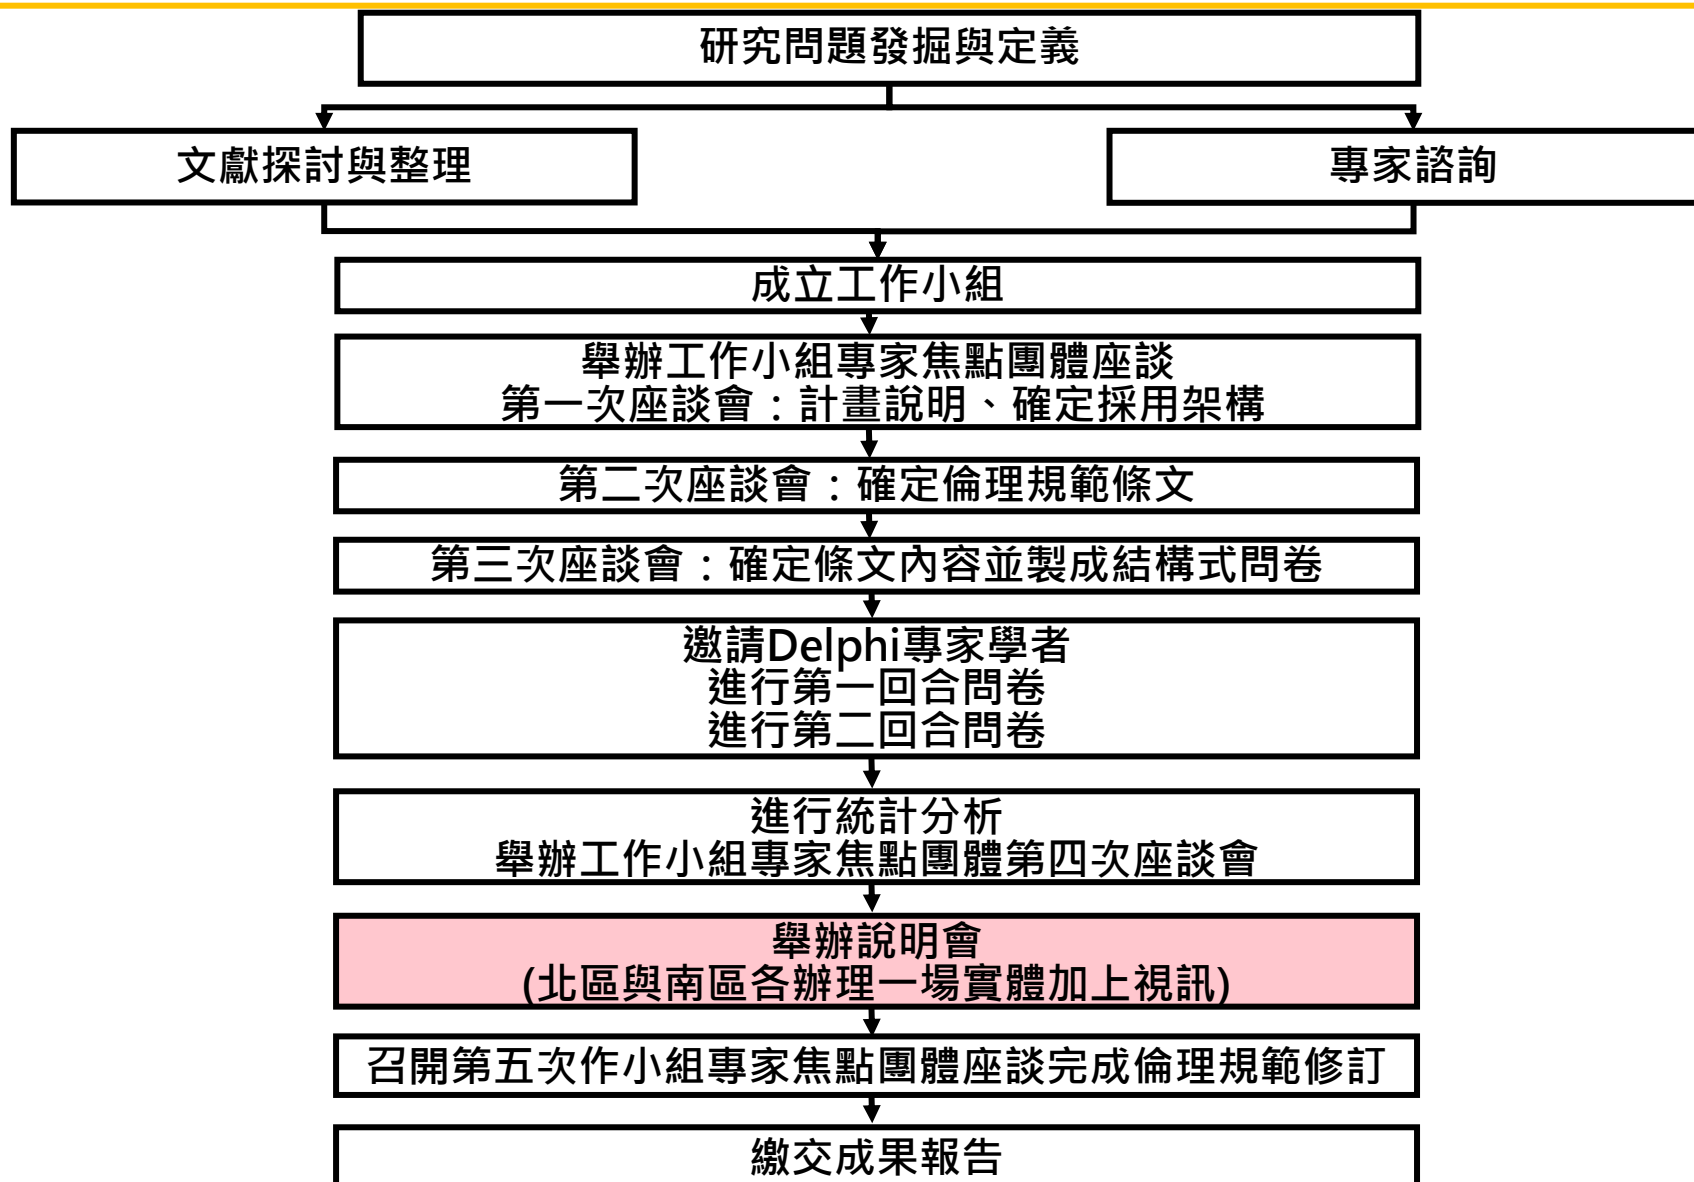 研究問題發掘與定義
文獻探討與整理
專家諮詢
成立工作小組
舉辦工作小組專家焦點團體座談
第一次座談會：計畫說明、確定採用架構
第二次座談會：確定倫理規範條文
第三次座談會：確定條文內容並製成結構式問卷
邀請Delphi專家學者
進行第一回合問卷
進行第二回合問卷
進行統計分析
舉辦工作小組專家焦點團體第四次座談會
舉辦說明會
(北區與南區各辦理一場實體加上視訊)
召開第五次作小組專家焦點團體座談完成倫理規範修訂
繳交成果報告